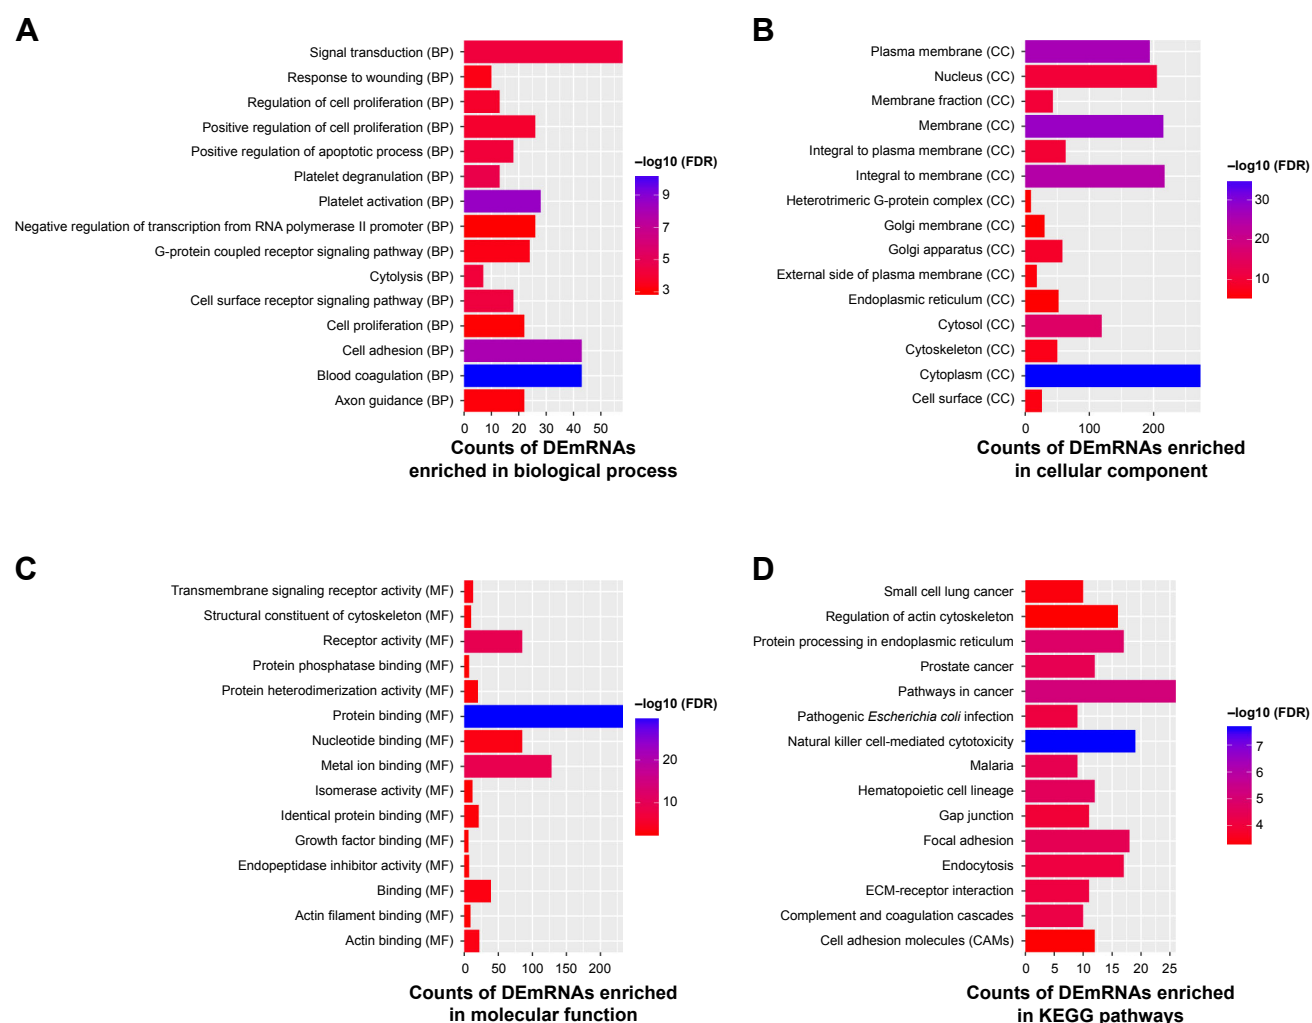 A
Signal transduction (BP)
Response to wounding (BP)
Regulation of cell proliferation (BP)
Positive regulation of cell proliferation (BP)
Positive regulation of apoptotic process (BP)
Platelet degranulation (BP)
Platelet activation (BP)
Negative regulation of transcription from RNA polymerase II promoter (BP)
G-protein coupled receptor signaling pathway (BP)
Cytolysis (BP)
Cell surface receptor signaling pathway (BP)
Cell proliferation (BP)
Cell adhesion (BP)
Blood coagulation (BP)
Axon guidance (BP)
0 10 20 30 40 50
Counts of DEmRNAs
enriched in biological process
–log10 (FDR)
9
7
5
3
B
Plasma membrane (CC)
Nucleus (CC)
Membrane fraction (CC)
Membrane (CC)
Integral to plasma membrane (CC)
Integral to membrane (CC)
Heterotrimeric G-protein complex (CC)
Golgi membrane (CC)
Golgi apparatus (CC)
External side of plasma membrane (CC)
Endoplasmic reticulum (CC)
Cytosol (CC)
Cytoskeleton (CC)
Cytoplasm (CC)
Cell surface (CC)
0 100 200
Counts of DEmRNAs enriched
in cellular component
–log10 (FDR)
30
20
10
C
Transmembrane signaling receptor activity (MF)
Structural constituent of cytoskeleton (MF)
Receptor activity (MF)
Protein phosphatase binding (MF)
Protein heterodimerization activity (MF)
Protein binding (MF)
Nucleotide binding (MF)
Metal ion binding (MF)
Isomerase activity (MF)
Identical protein binding (MF)
Growth factor binding (MF)
Endopeptidase inhibitor activity (MF)
Binding (MF)
Actin filament binding (MF)
Actin binding (MF)
0 50 100 150 200
Counts of DEmRNAs enriched
in molecular function
–log10 (FDR)
20
10
D
Small cell lung cancer
Regulation of actin cytoskeleton
Protein processing in endoplasmic reticulum
Prostate cancer
Pathways in cancer
Pathogenic Escherichia coli infection
Natural killer cell-mediated cytotoxicity
Malaria
Hematopoietic cell lineage
Gap junction
Focal adhesion
Endocytosis
ECM-receptor interaction
Complement and coagulation cascades
Cell adhesion molecules (CAMs)
0 5 10 15 20 25
Counts of DEmRNAs enriched
in KEGG pathways
–log10 (FDR)
7
6
5
4